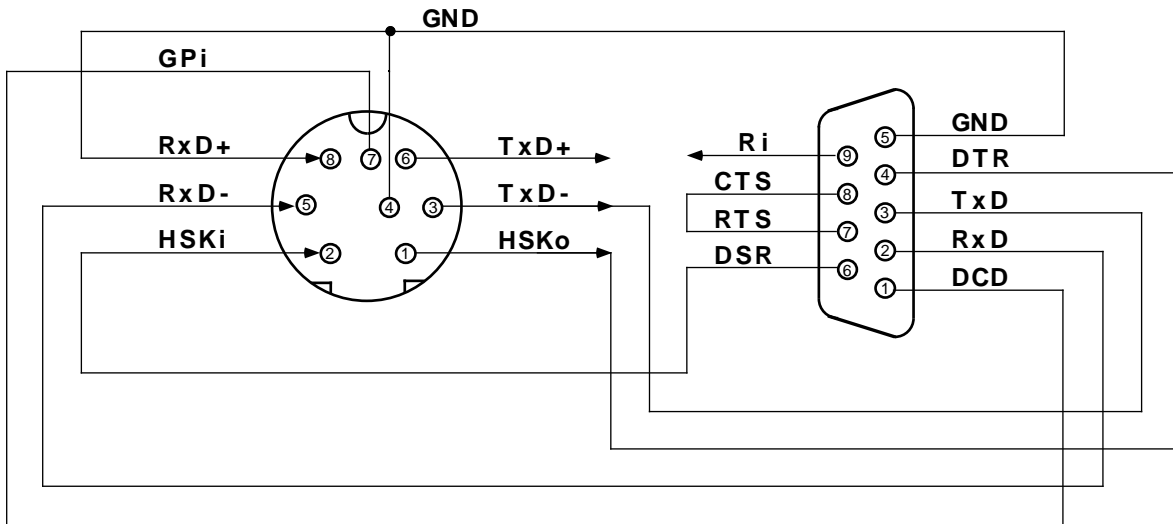 GND
GPi
RxD+
8
7
6
TxD+
RxD-
5
4
3
TxD-
HSKi
2
1
HSKo
Ri
9
5
GND
4
DTR
CTS
8
3
TxD
RTS
7
2
RxD
DSR
6
1
DCD